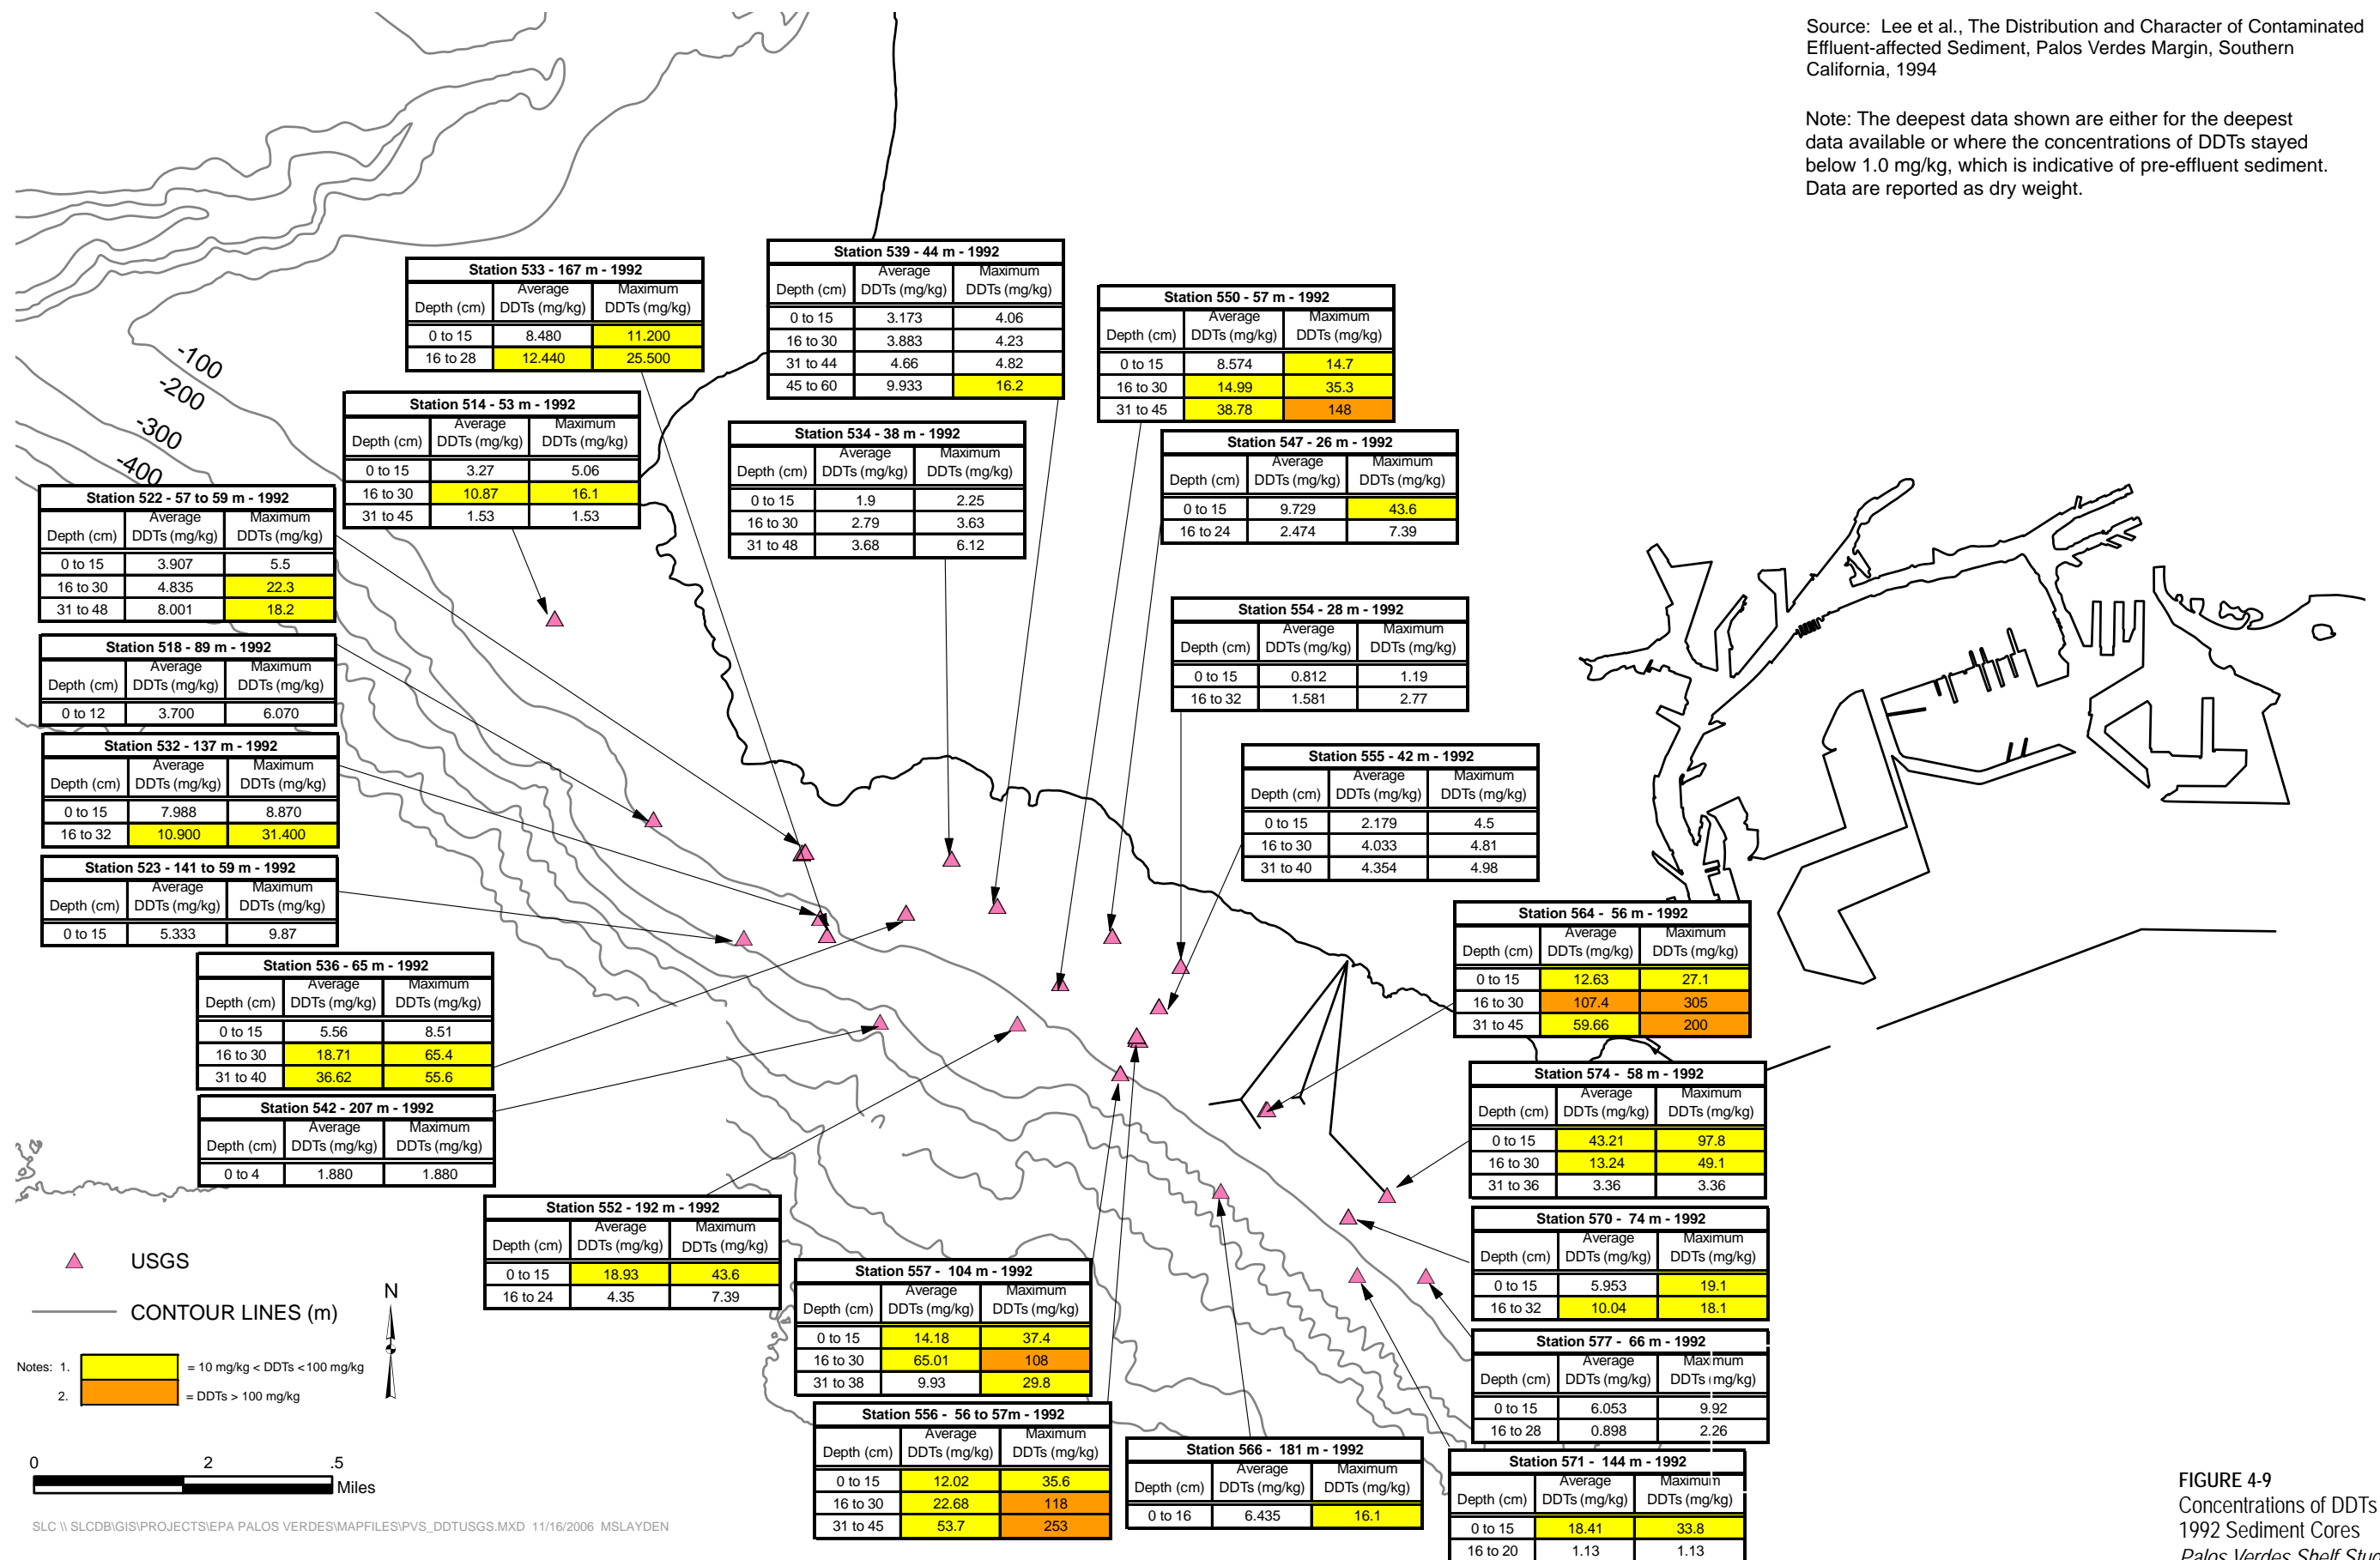 Source: Lee et al., The Distribution and Character of Contaminated
Effluent-affected Sediment, Palos Verdes Margin, Southern
California, 1994
Note: The deepest data shown are either for the deepest
data available or where the concentrations of DDTs stayed
below 1.0 mg/kg, which is indicative of pre-effluent sediment.
Data are reported as dry weight.
-100
-200
-300
-400
Station 533 - 167 m - 1992
Depth (cm) Average DDTs (mg/kg) Maximum DDTs (mg/kg)
0 to 15 8.480 11.200
16 to 28 12.440 25.500
Station 539 - 44 m - 1992
Depth (cm) Average DDTs (mg/kg) Maximum DDTs (mg/kg)
0 to 15 3.173 4.06
16 to 30 3.883 4.23
31 to 44 4.66 4.82
45 to 60 9.933 16.2
Station 550 - 57 m - 1992
Depth (cm) Average DDTs (mg/kg) Maximum DDTs (mg/kg)
0 to 15 8.574 14.7
16 to 30 14.99 35.3
31 to 45 38.78 148
Station 514 - 53 m - 1992
Depth (cm) Average DDTs (mg/kg) Maximum DDTs (mg/kg)
0 to 15 3.27 5.06
16 to 30 10.87 16.1
31 to 45 1.53 1.53
Station 534 - 38 m - 1992
Depth (cm) Average DDTs (mg/kg) Maximum DDTs (mg/kg)
0 to 15 1.9 2.25
16 to 30 2.79 3.63
31 to 48 3.68 6.12
Station 547 - 26 m - 1992
Depth (cm) Average DDTs (mg/kg) Maximum DDTs (mg/kg)
0 to 15 9.729 43.6
16 to 24 2.474 7.39
Station 522 - 57 to 59 m - 1992
Depth (cm) Average DDTs (mg/kg) Maximum DDTs (mg/kg)
0 to 15 3.907 5.5
16 to 30 4.835 22.3
31 to 48 8.001 18.2
Station 554 - 28 m - 1992
Depth (cm) Average DDTs (mg/kg) Maximum DDTs (mg/kg)
0 to 15 0.812 1.19
16 to 32 1.581 2.77
Station 518 - 89 m - 1992
Depth (cm) Average DDTs (mg/kg) Maximum DDTs (mg/kg)
0 to 12 3.700 6.070
Station 532 - 137 m - 1992
Depth (cm) Average DDTs (mg/kg) Maximum DDTs (mg/kg)
0 to 15 7.988 8.870
16 to 32 10.900 31.400
Station 555 - 42 m - 1992
Depth (cm) Average DDTs (mg/kg) Maximum DDTs (mg/kg)
0 to 15 2.179 4.5
16 to 30 4.033 4.81
31 to 40 4.354 4.98
Station 523 - 141 to 59 m - 1992
Depth (cm) Average DDTs (mg/kg) Maximum DDTs (mg/kg)
0 to 15 5.333 9.87
Station 564 - 56 m - 1992
Depth (cm) Average DDTs (mg/kg) Maximum DDTs (mg/kg)
0 to 15 12.63 27.1
16 to 30 107.4 305
31 to 45 59.66 200
Station 536 - 65 m - 1992
Depth (cm) Average DDTs (mg/kg) Maximum DDTs (mg/kg)
0 to 15 5.56 8.51
16 to 30 18.71 65.4
31 to 40 36.62 55.6
Station 574 - 58 m - 1992
Depth (cm) Average DDTs (mg/kg) Maximum DDTs (mg/kg)
0 to 15 43.21 97.8
16 to 30 13.24 49.1
31 to 36 3.36 3.36
Station 542 - 207 m - 1992
Depth (cm) Average DDTs (mg/kg) Maximum DDTs (mg/kg)
0 to 4 1.880 1.880
Station 552 - 192 m - 1992
Depth (cm) Average DDTs (mg/kg) Maximum DDTs (mg/kg)
0 to 15 18.93 43.6
16 to 24 4.35 7.39
Station 570 - 74 m - 1992
Depth (cm) Average DDTs (mg/kg) Maximum DDTs (mg/kg)
0 to 15 5.953 19.1
16 to 32 10.04 18.1
Station 557 - 104 m - 1992
Depth (cm) Average DDTs (mg/kg) Maximum DDTs (mg/kg)
0 to 15 14.18 37.4
16 to 30 65.01 108
31 to 38 9.93 29.8
Station 577 - 66 m - 1992
Depth (cm) Average DDTs (mg/kg) Maximum DDTs (mg/kg)
0 to 15 6.053 9.92
16 to 28 0.898 2.26
Station 556 - 56 to 57m - 1992
Depth (cm) Average DDTs (mg/kg) Maximum DDTs (mg/kg)
0 to 15 12.02 35.6
16 to 30 22.68 118
31 to 45 53.7 253
Station 566 - 181 m - 1992
Depth (cm) Average DDTs (mg/kg) Maximum DDTs (mg/kg)
0 to 16 6.435 16.1
Station 571 - 144 m - 1992
Depth (cm) Average DDTs (mg/kg) Maximum DDTs (mg/kg)
0 to 15 18.41 33.8
16 to 20 1.13 1.13
USGS
CONTOUR LINES (m)
N
Notes: 1. = 10 mg/kg < DDTs <100 mg/kg
2. = DDTs > 100 mg/kg
0 2 .5
Miles
SLC \\ SLCDB\GIS\PROJECTS\EPA PALOS VERDES\MAPFILES\PVS_DDTUSGS.MXD 11/16/2006 MSLAYDEN
FIGURE 4-9
Concentrations of DDTs
1992 Sediment Cores
Palos Verdes Shelf